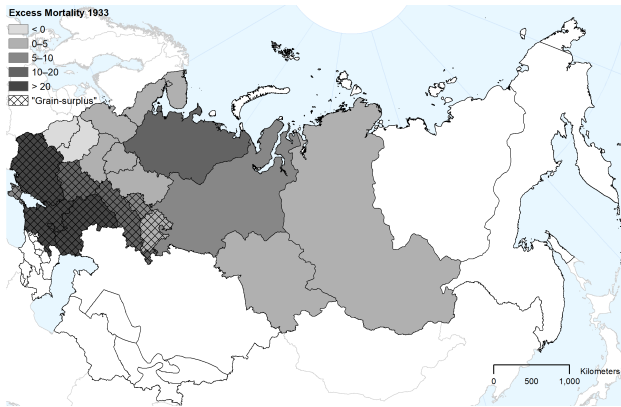 Excess Mortality 1933
< 0
0–5
5–10
10–20
> 20
"Grain-surplus"
Kilometers
0 500 1,000